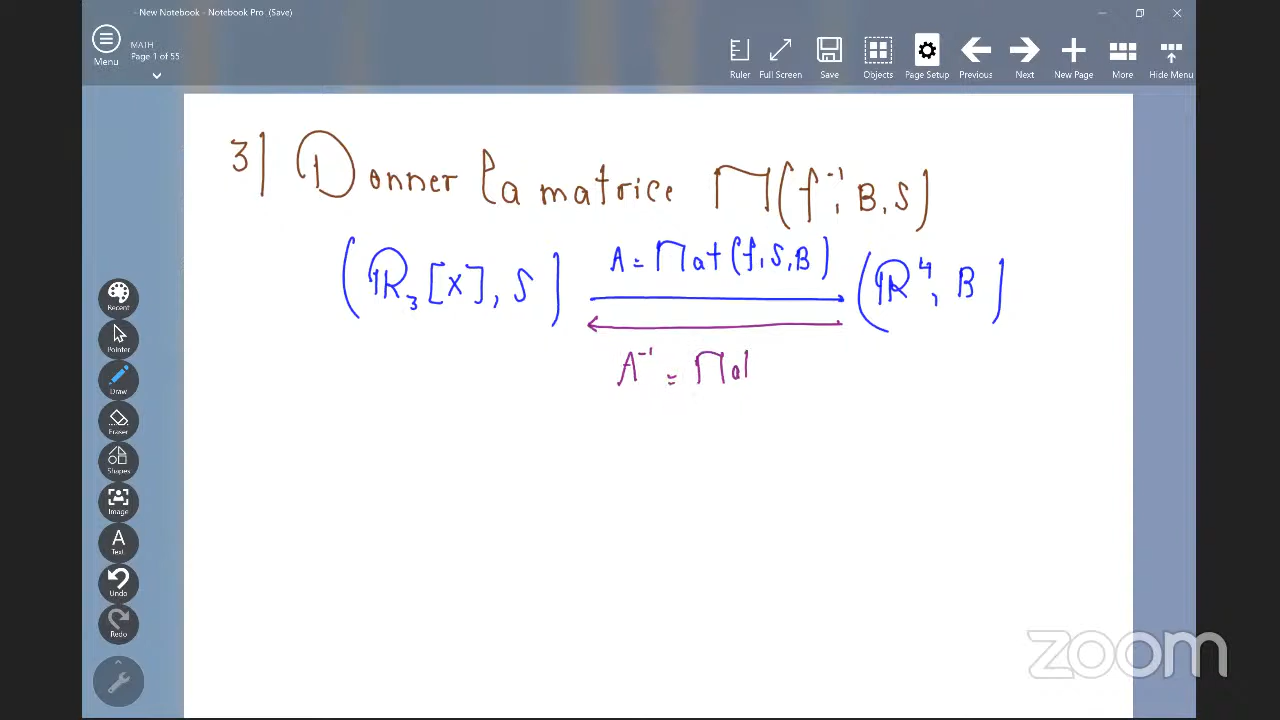 - New Notebook - Notebook Pro (Save)
Menu
MATH
Page 1 of 55
Ruler
Full Screen
Save
Objects
Page Setup
Previous
Next
New Page
More
Hide Menu
Recent
Pointer
Draw
Eraser
Shapes
Image
A
Text
Undo
Redo
3| Donner la matrice M(f⁻¹, B, S)
(ℝ₃[X], S) A = Mat(f, S, B) (ℝ⁴, B)
A⁻¹ = Mat
zoom